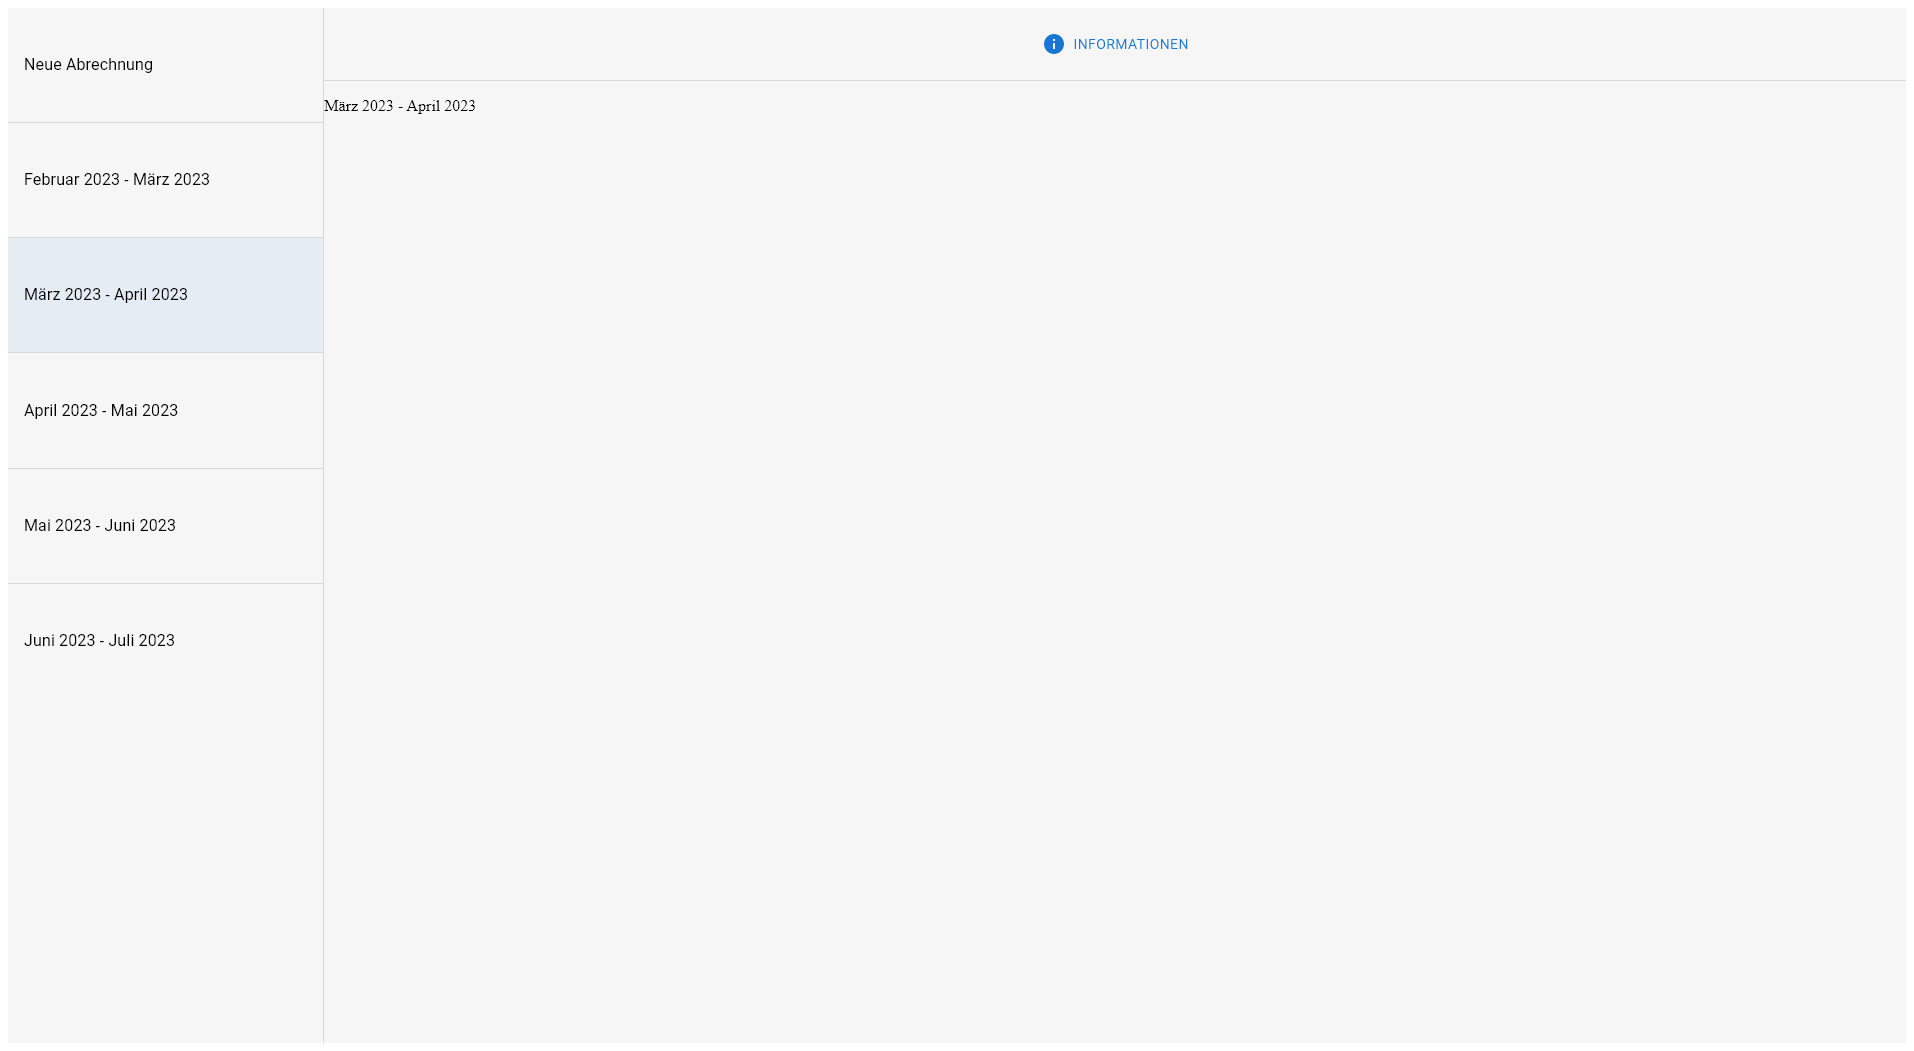 Neue Abrechnung
Februar 2023 - März 2023
März 2023 - April 2023
April 2023 - Mai 2023
Mai 2023 - Juni 2023
Juni 2023 - Juli 2023
INFORMATIONEN
März 2023 - April 2023